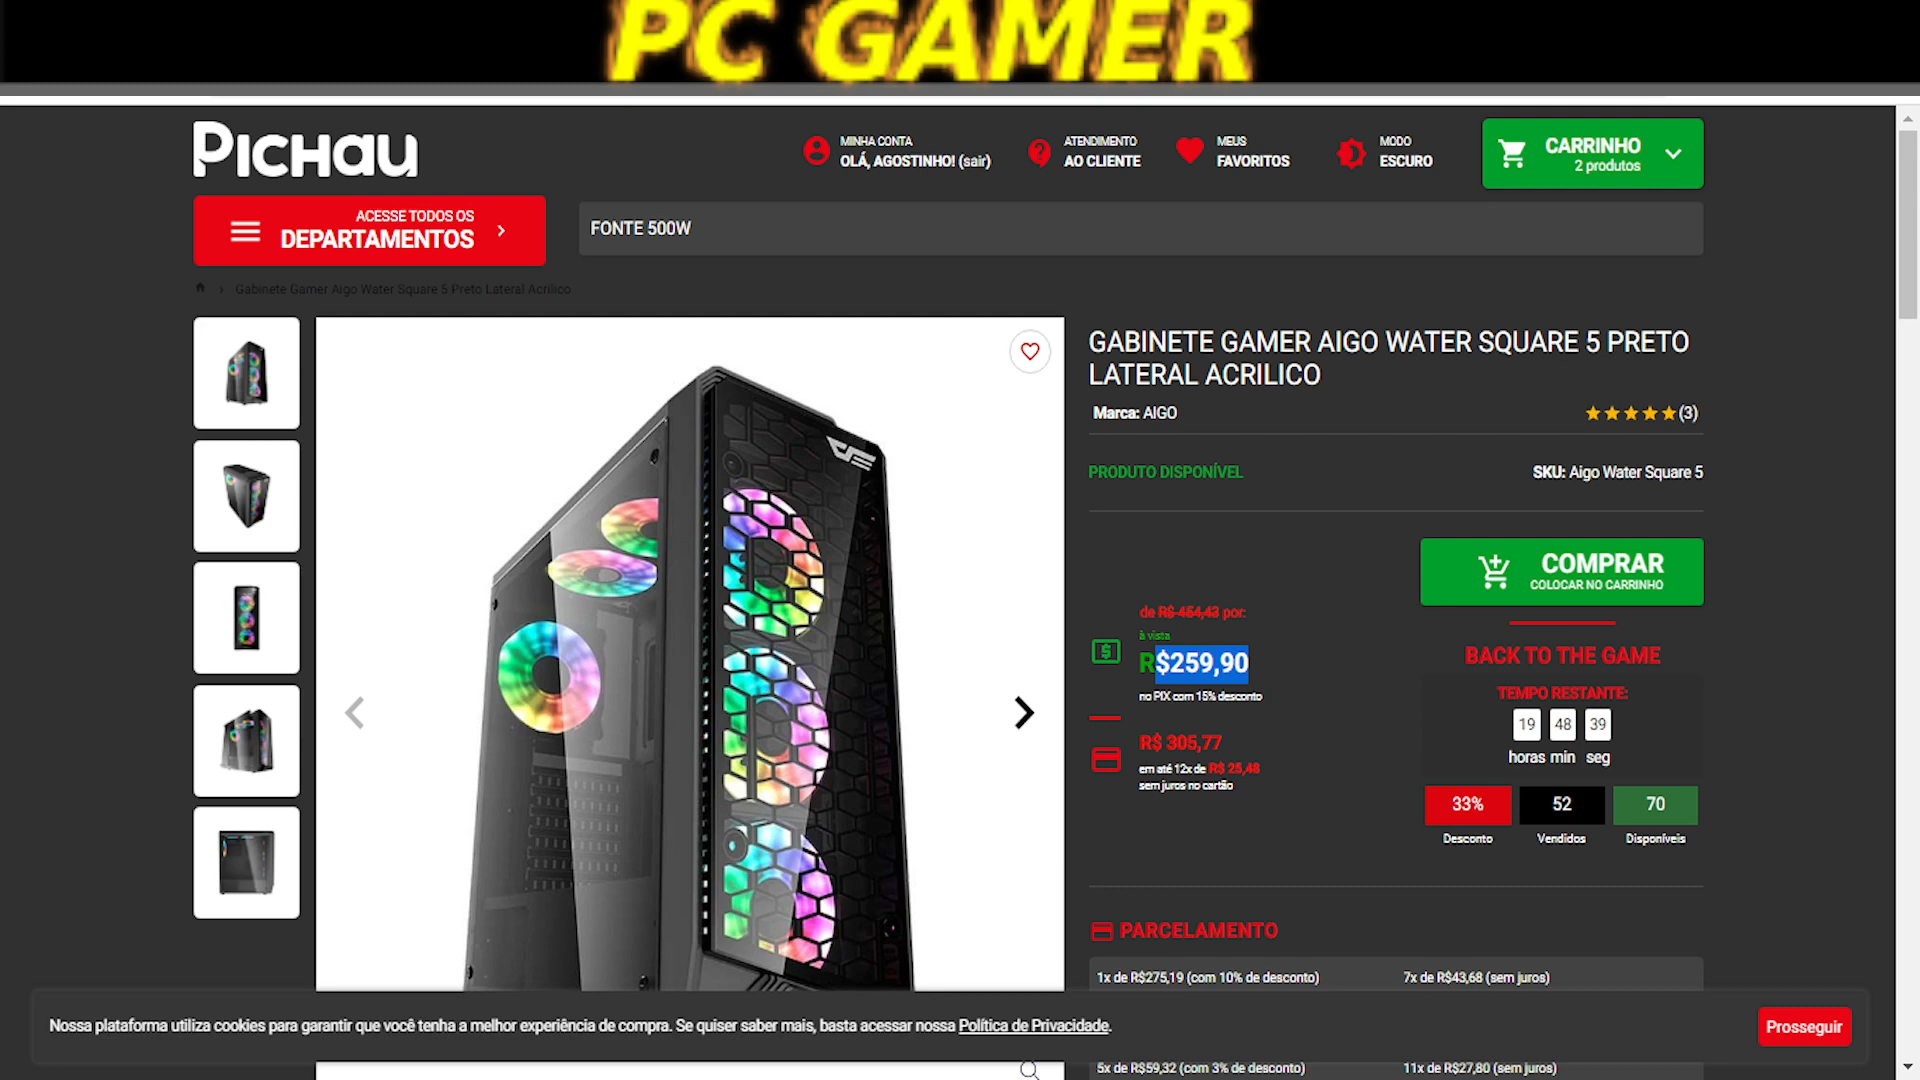 PC GAMER
PICHAU
MINHA CONTA
OLÁ, AGOSTINHO! (sair)
ATENDIMENTO
AO CLIENTE
MEUS
FAVORITOS
MODO
ESCURO
CARRINHO
2 produtos
ACESSE TODOS OS
DEPARTAMENTOS
FONTE 500W
Gabinete Gamer Aigo Water Square 5 Preto Lateral Acrilico
GABINETE GAMER AIGO WATER SQUARE 5 PRETO
LATERAL ACRILICO
Marca: AIGO
(3)
PRODUTO DISPONÍVEL
SKU: Aigo Water Square 5
COMPRAR
COLOCAR NO CARRINHO
de R$ 454,43 por:
à vista
R$259,90
no PIX com 15% desconto
R$ 305,77
em até 12x de R$ 25,48
sem juros no cartão
BACK TO THE GAME
TEMPO RESTANTE:
19 48 39
horas min seg
33% 52 70
Desconto Vendidos Disponíveis
PARCELAMENTO
1x de R$275,19 (com 10% de desconto) 7x de R$43,68 (sem juros)
Nossa plataforma utiliza cookies para garantir que você tenha a melhor experiência de compra. Se quiser saber mais, basta acessar nossa Política de Privacidade.
Prosseguir
5x de R$59,32 (com 3% de desconto) 11x de R$27,80 (sem juros)